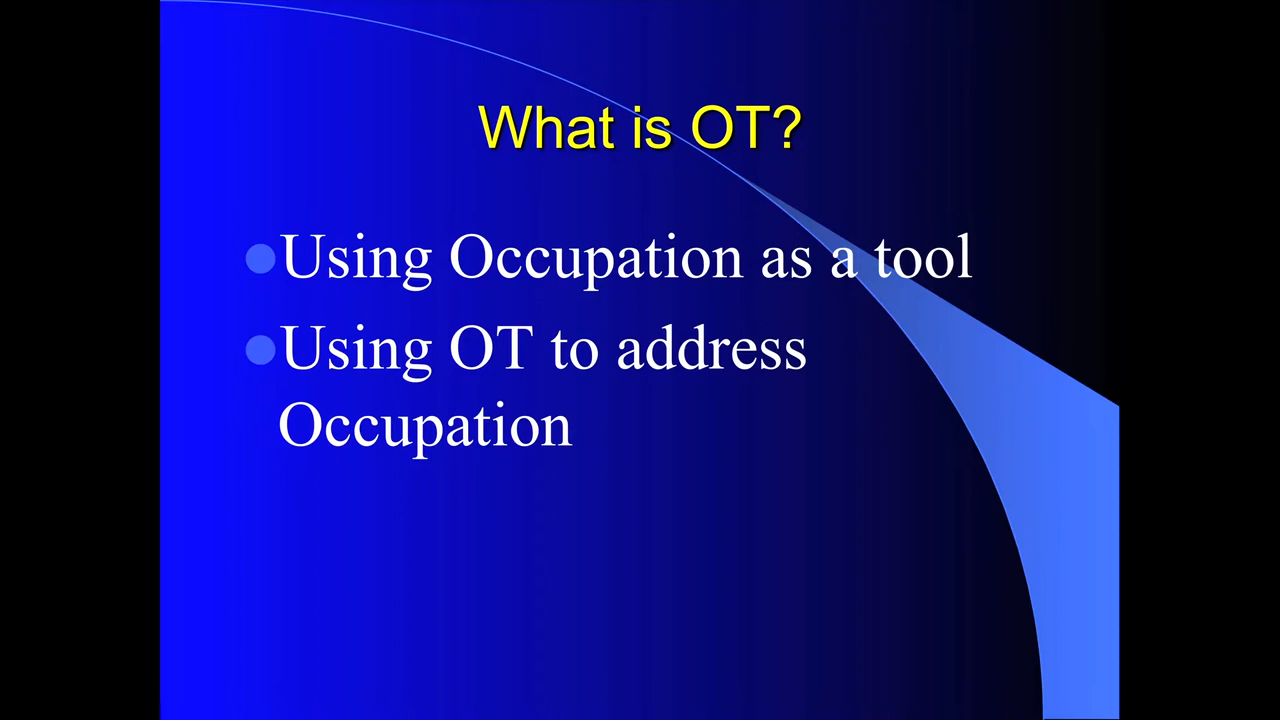 What is OT?
Using Occupation as a tool
Using OT to address
Occupation